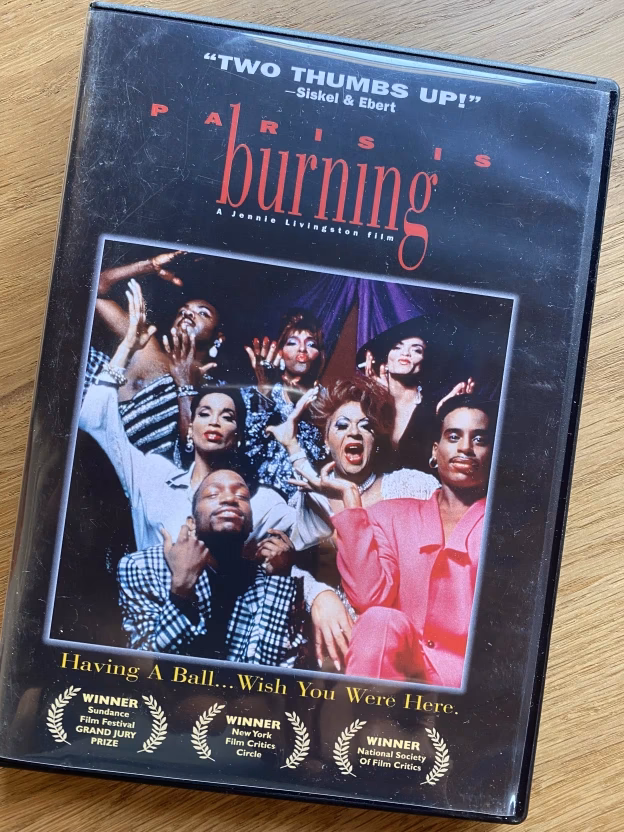 “TWO THUMBS UP!”
—Siskel & Ebert
PARIS IS
burning
A Jennie Livingston film
Having A Ball... Wish You Were Here.
WINNER
Sundance
Film Festival
GRAND JURY
PRIZE
WINNER
New York
Film Critics
Circle
WINNER
National Society
Of Film Critics